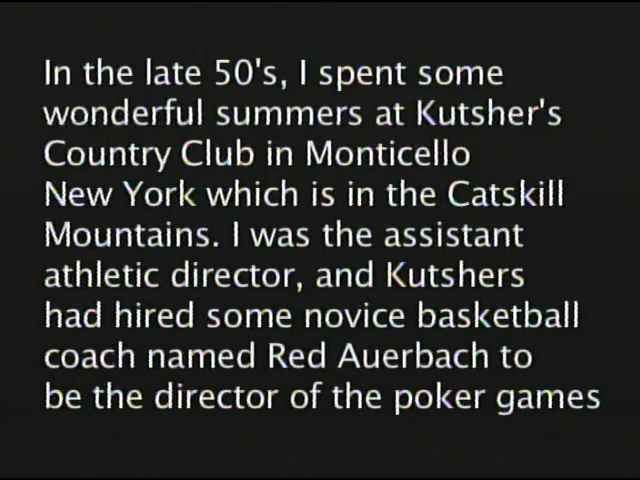 In the late 50's, I spent some
wonderful summers at Kutsher's
Country Club in Monticello
New York which is in the Catskill
Mountains. I was the assistant
athletic director, and Kutshers
had hired some novice basketball
coach named Red Auerbach to
be the director of the poker games